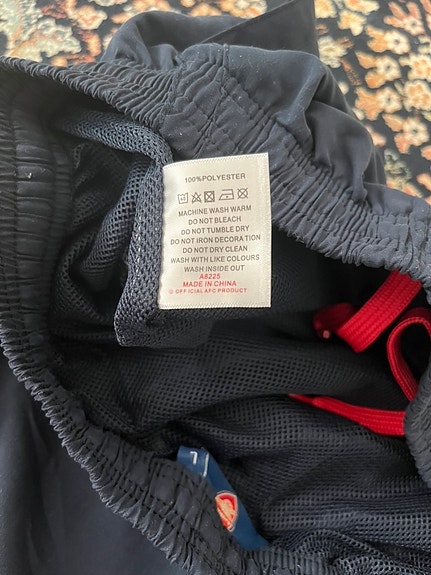 100%POLYESTER
MACHINE WASH WARM
DO NOT BLEACH
DO NOT TUMBLE DRY
DO NOT IRON DECORATION
DO NOT DRY CLEAN
WASH WITH LIKE COLOURS
WASH INSIDE OUT
A8225
MADE IN CHINA
© OFFICIAL AFC PRODUCT
L